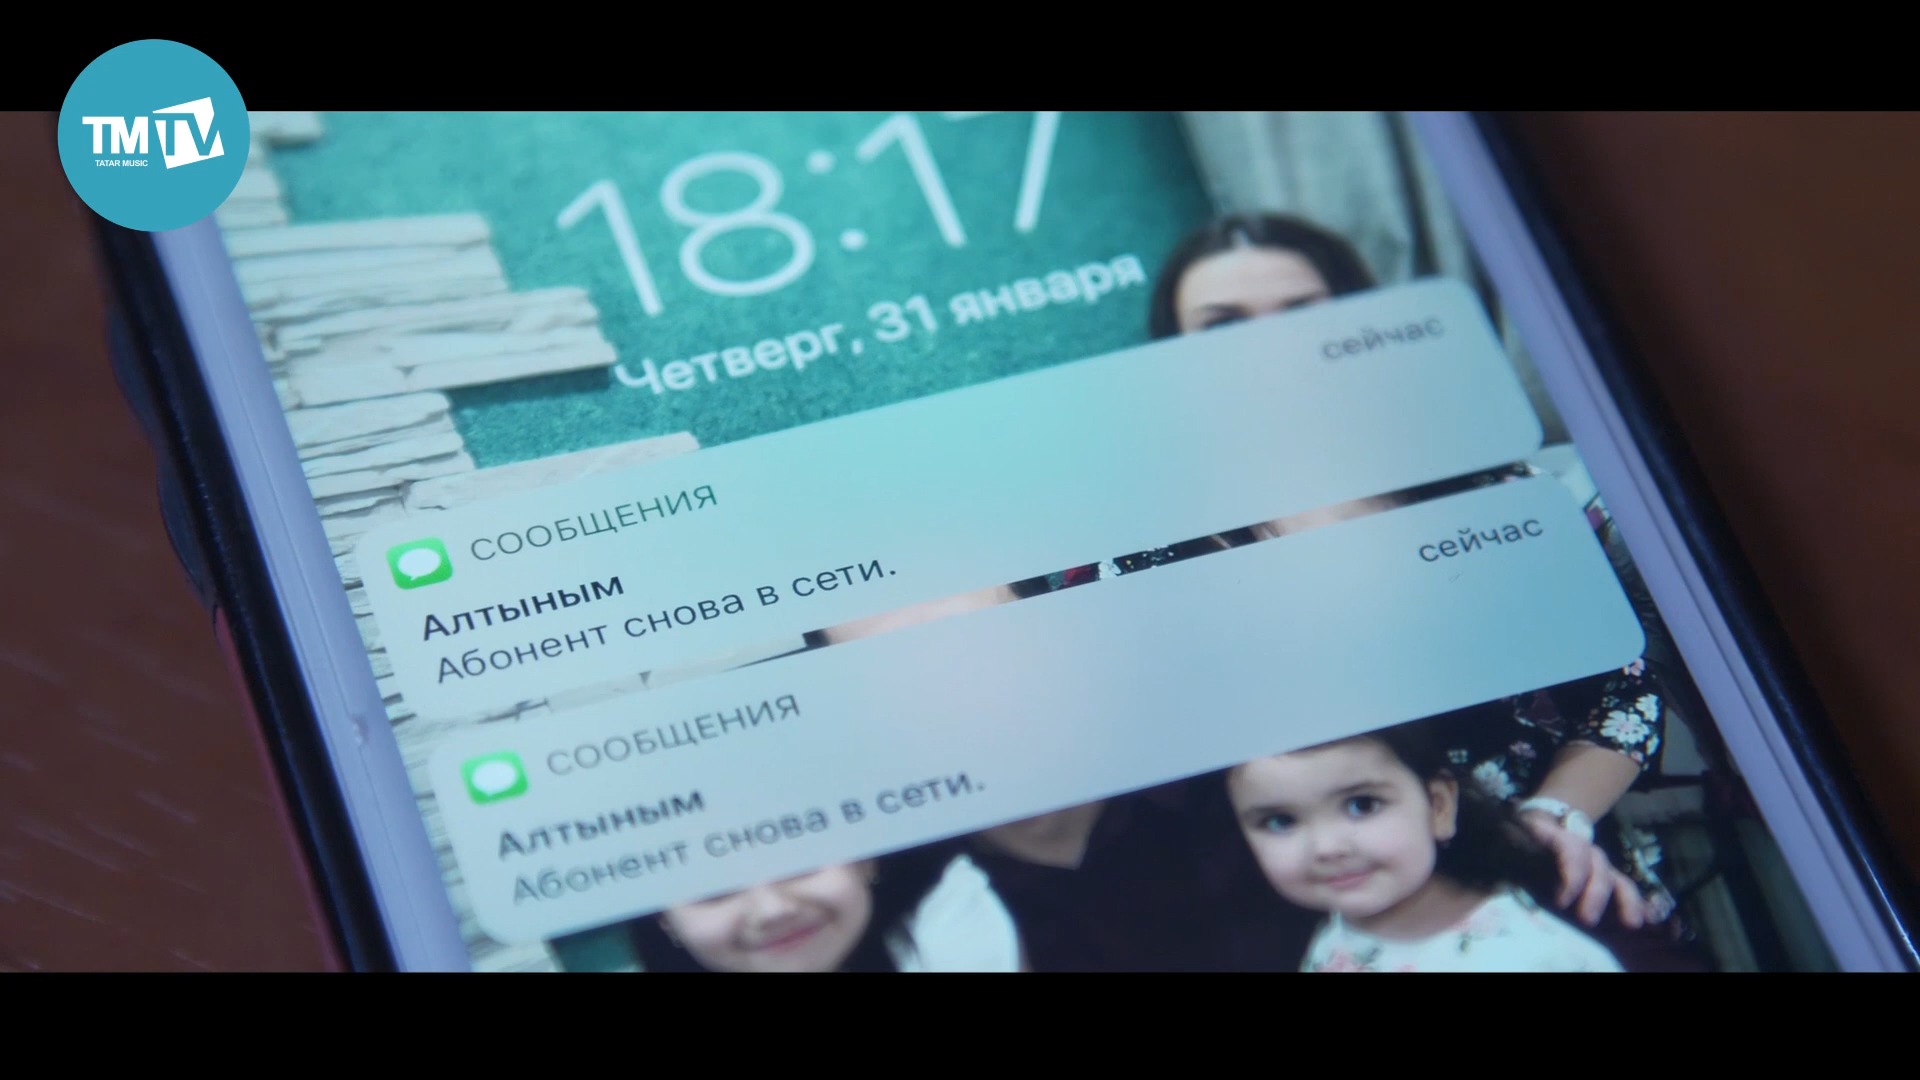 TMTV
TATAR MUSIC
18:17
Четверг, 31 января
СООБЩЕНИЯ
сейчас
Алтыным
Абонент снова в сети.
СООБЩЕНИЯ
сейчас
Алтыным
Абонент снова в сети.